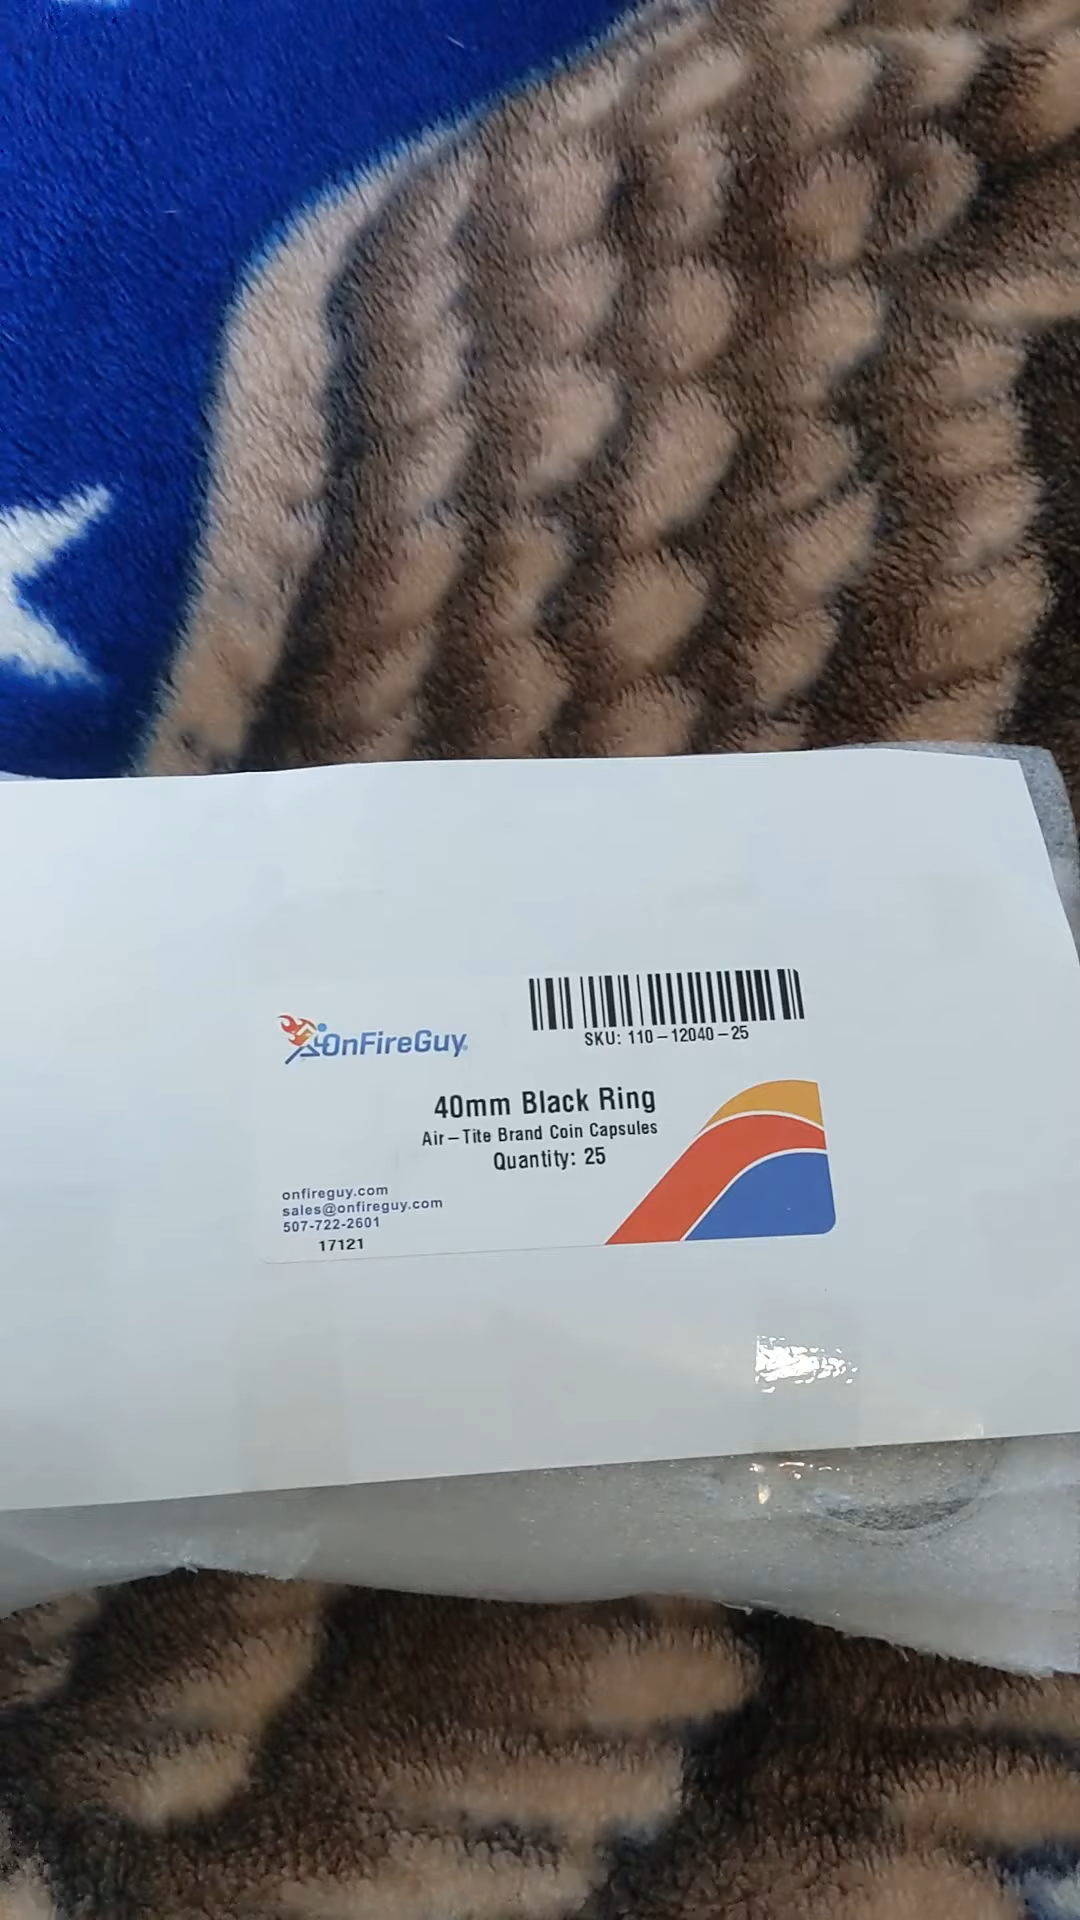 OnFireGuy
SKU: 110-12040-25
40mm Black Ring
Air-Tite Brand Coin Capsules
Quantity: 25
onfireguy.com
sales@onfireguy.com
507-722-2601
17121